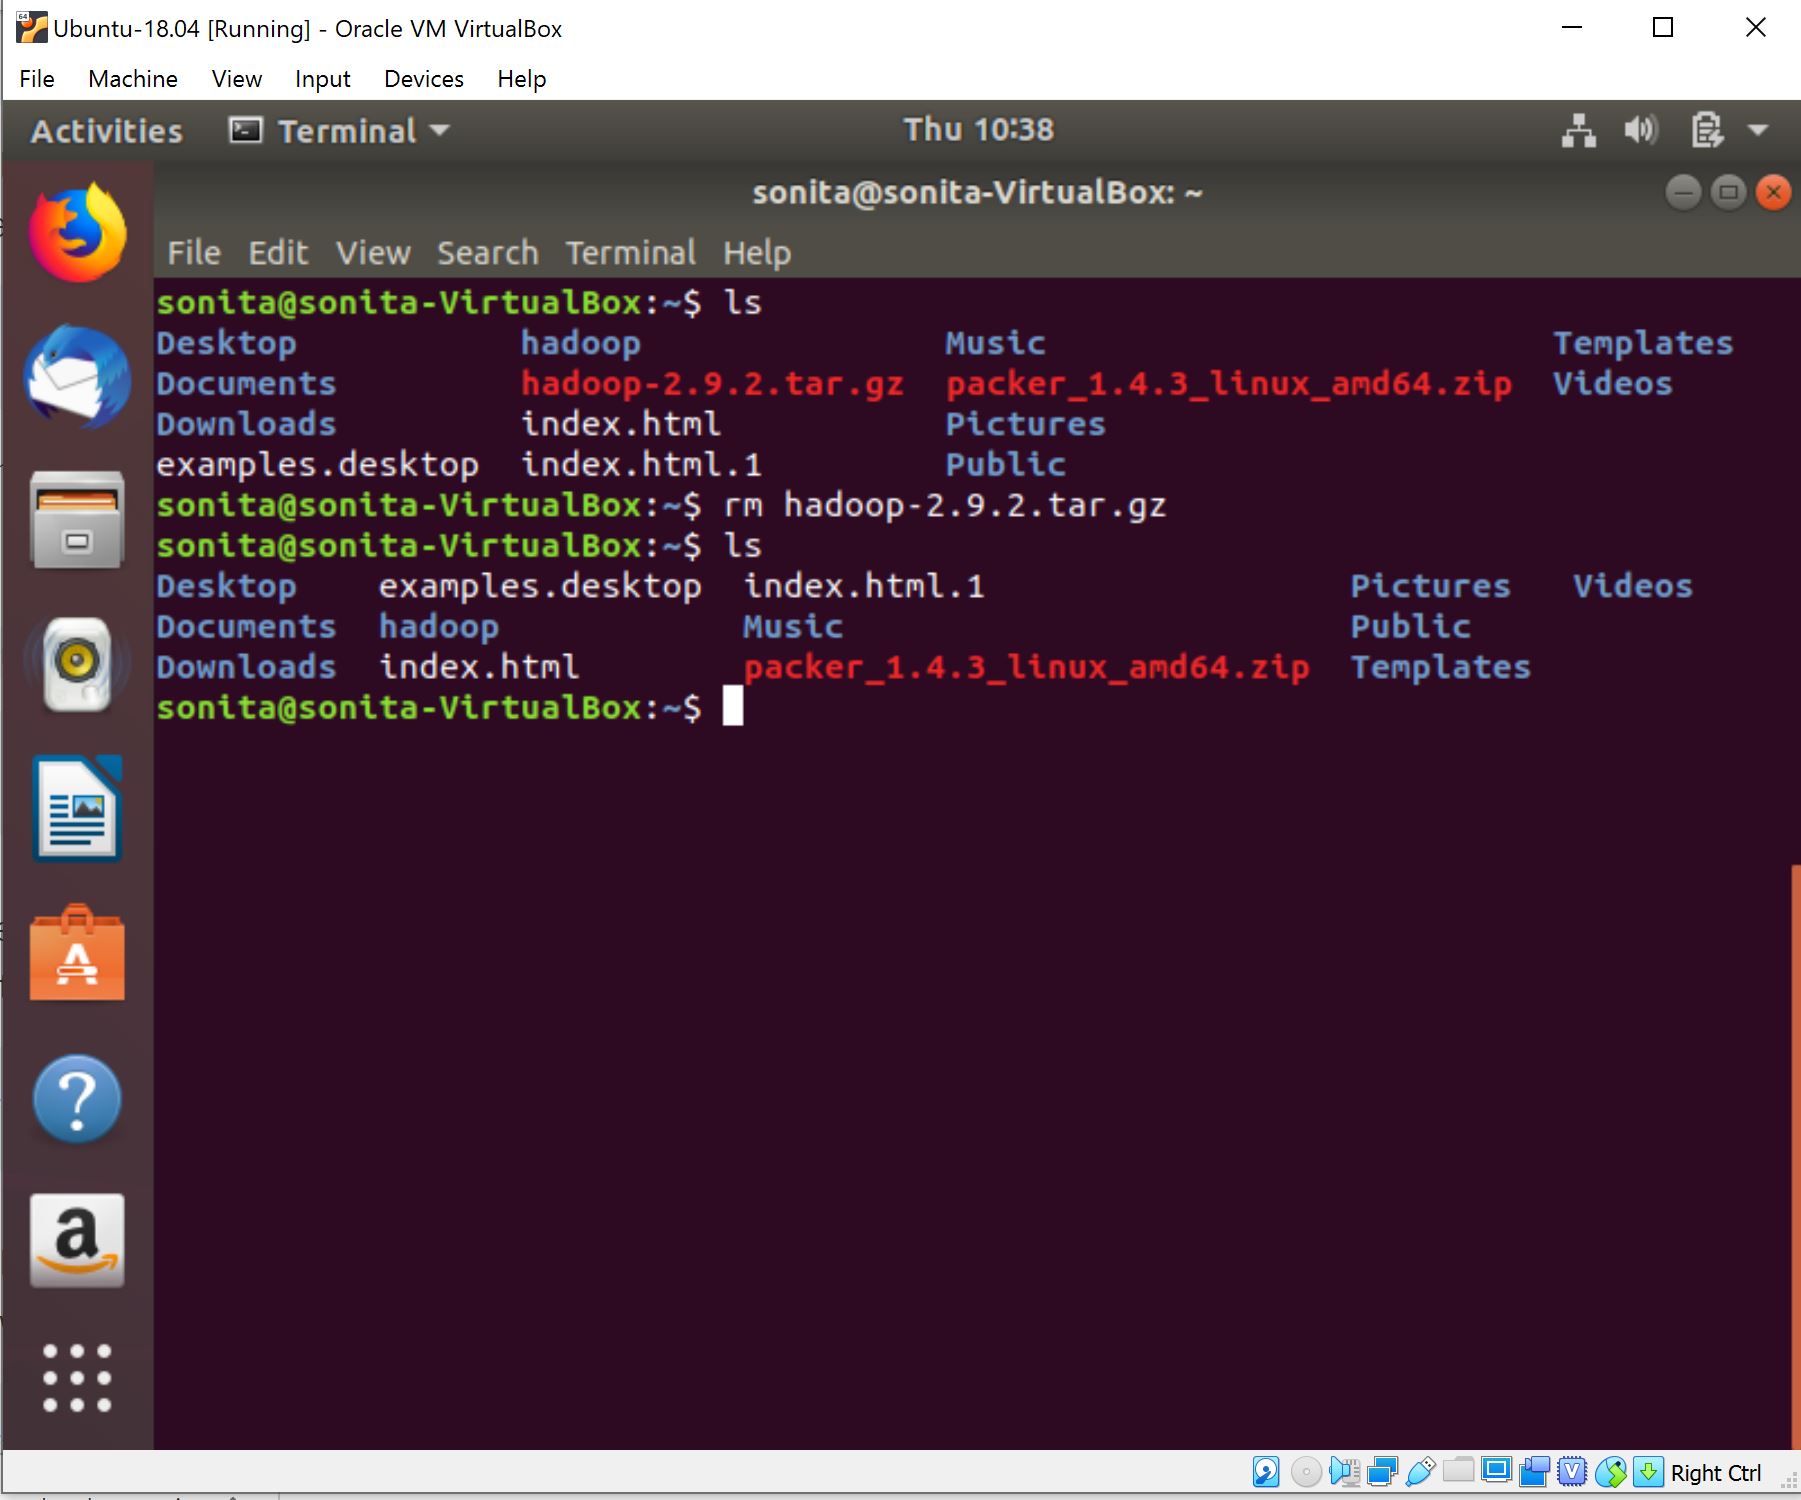 Ubuntu-18.04 [Running] - Oracle VM VirtualBox
File Machine View Input Devices Help
Activities Terminal Thu 10:38
sonita@sonita-VirtualBox: ~
File Edit View Search Terminal Help
sonita@sonita-VirtualBox:~$ ls
Desktop hadoop Music Templates
Documents hadoop-2.9.2.tar.gz packer_1.4.3_linux_amd64.zip Videos
Downloads index.html Pictures
examples.desktop index.html.1 Public
sonita@sonita-VirtualBox:~$ rm hadoop-2.9.2.tar.gz
sonita@sonita-VirtualBox:~$ ls
Desktop examples.desktop index.html.1 Pictures Videos
Documents hadoop Music Public
Downloads index.html packer_1.4.3_linux_amd64.zip Templates
sonita@sonita-VirtualBox:~$
Right Ctrl